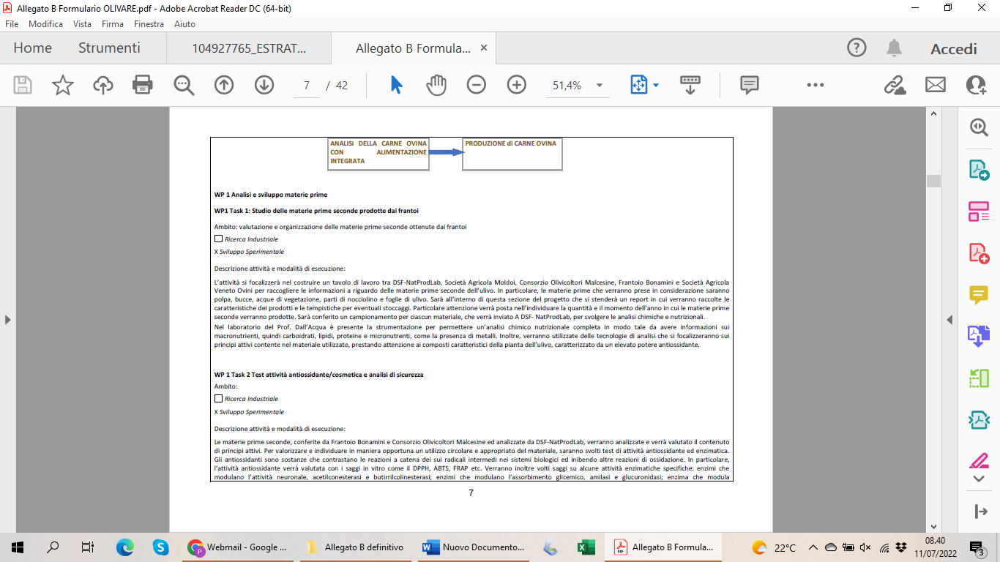 Allegato B Formulario OLIVARE.pdf - Adobe Acrobat Reader DC (64-bit)
File Modifica Vista Firma Finestra Aiuto
Home Strumenti 104927765_ESTRAT... Allegato B Formula... ×
Accedi
7 / 42 51,4%
ANALISI DELLA CARNE OVINA
CON ALIMENTAZIONE
INTEGRATA
PRODUZIONE di CARNE OVINA
WP 1 Analisi e sviluppo materie prime
WP1 Task 1: Studio delle materie prime seconde prodotte dai frantoi
Ambito: valutazione e organizzazione delle materie prime seconde ottenute dai frantoi
Ricerca Industriale
X Sviluppo Sperimentale
Descrizione attività e modalità di esecuzione:
L'attività si focalizzerà nel costruire un tavolo di lavoro tra DSF-NatProdLab, Società Agricola Moldoi, Consorzio Olivicoltori Malcesine, Frantoio Bonamini e Società Agricola
Veneto Ovini per raccogliere le informazioni a riguardo delle materie prime seconde dell'ulivo. In particolare, le materie prime che verranno prese in considerazione saranno
polpa, bucce, acque di vegetazione, parti di nocciolino e foglie di ulivo. Sarà all'interno di questa sezione del progetto che si stenderà un report in cui verranno raccolte le
caratteristiche dei prodotti e le tempistiche per eventuali stoccaggi. Particolare attenzione verrà posta nell'individuare la quantità e il momento dell'anno in cui le materie prime
seconde verranno prodotte. Sarà conferito un campionamento per ciascun materiale, che verrà inviato A DSF- NatProdLab, per svolgere le analisi chimiche e nutrizionali.
Nel laboratorio del Prof. Dall'Acqua è presente la strumentazione per permettere un'analisi chimico nutrizionale completa in modo tale da avere informazioni sui
macronutrienti, quindi carboidrati, lipidi, proteine e micronutrienti, come la presenza di metalli. Inoltre, verranno utilizzate delle tecnologie di analisi che si focalizzeranno sui
principi attivi contente nel materiale utilizzato, prestando attenzione ai composti caratteristici della pianta dell'ulivo, caratterizzato da un elevato potere antiossidante.
WP 1 Task 2 Test attività antiossidante/cosmetica e analisi di sicurezza
Ambito:
Ricerca Industriale
X Sviluppo Sperimentale
Descrizione attività e modalità di esecuzione:
Le materie prime seconde, conferite da Frantoio Bonamini e Consorzio Olivicoltori Malcesine ed analizzate da DSF-NatProdLab, verranno analizzate e verrà valutato il contenuto
di principi attivi. Per valorizzare e individuare in maniera opportuna un utilizzo circolare e appropriato del materiale, saranno svolti test di attività antiossidante ed enzimatica.
Gli antiossidanti sono sostanze che contrastano le reazioni a catena dei sui radicali intermedi nei sistemi biologici ed inibendo altre reazioni di ossidazione. In particolare,
l'attività antiossidante verrà valutata con i saggi in vitro come il DPPH, ABTS, FRAP etc. Verranno inoltre volti saggi su alcune attività enzimatiche specifiche: enzimi che
modulano l'attività neuronale, acetilconesterasi e butirrilcolinesterasi; enzimi che modulano l'assorbimento glicemico, amilasi e glucuronidasi; enzima che modula
7
Webmail - Google ... Allegato B definitivo Nuovo Documento... Allegato B Formula... 22°C 08.40
11/07/2022
3